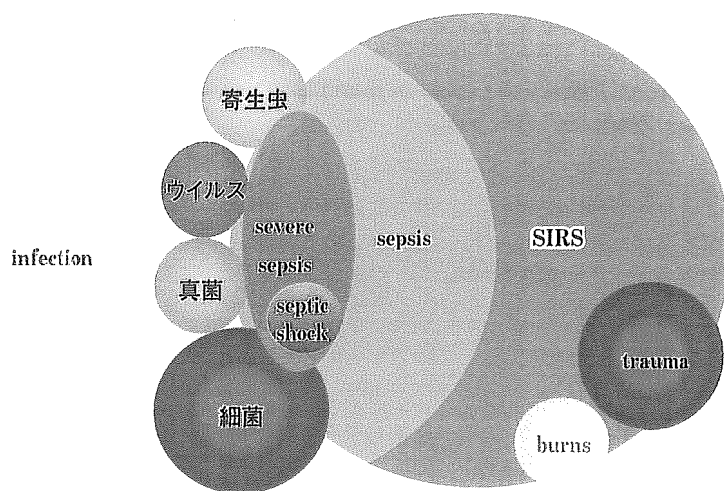 寄生虫
ウイルス
infection
真菌
細菌
severe
sepsis
septic
shock
sepsis
SIRS
trauma
burns